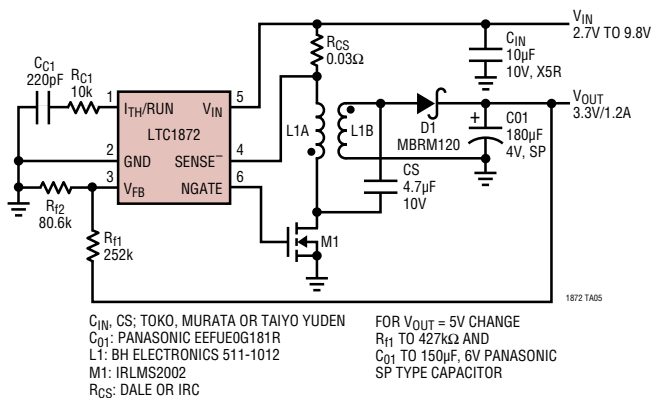 V_IN
2.7V TO 9.8V
R_CS
0.03Ω
C_IN
10µF
10V, X5R
C_C1
220pF
R_C1
10k
1
I_TH/RUN
V_IN
5
LTC1872
2
GND
SENSE⁻
4
3
V_FB
NGATE
6
L1A
L1B
D1
MBRM120
V_OUT
3.3V/1.2A
+
C01
180µF
4V, SP
CS
4.7µF
10V
R_f2
80.6k
R_f1
252k
M1
1872 TA05
C_IN, CS; TOKO, MURATA OR TAIYO YUDEN
C_01: PANASONIC EEFUE0G181R
L1: BH ELECTRONICS 511-1012
M1: IRLMS2002
R_CS: DALE OR IRC
FOR V_OUT = 5V CHANGE
R_f1 TO 427kΩ AND
C_01 TO 150µF, 6V PANASONIC
SP TYPE CAPACITOR